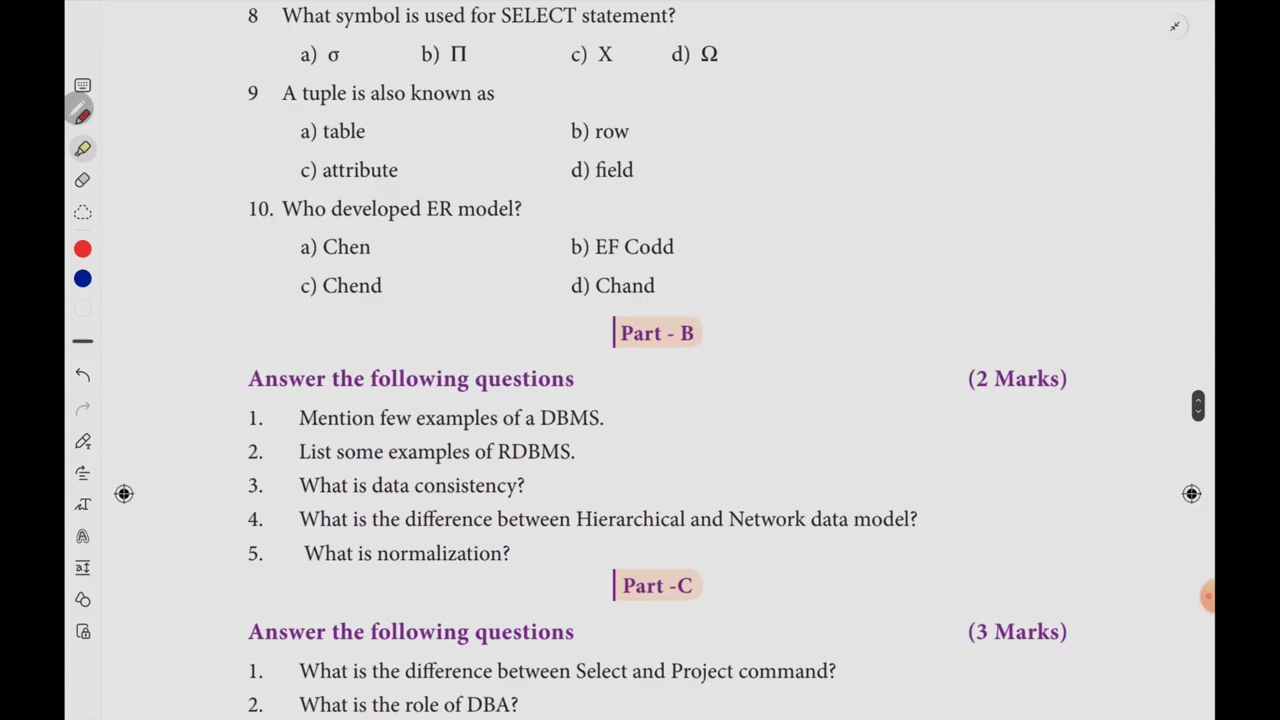 8 What symbol is used for SELECT statement?
a) σ b) Π c) X d) Ω
9 A tuple is also known as
a) table b) row
c) attribute d) field
10. Who developed ER model?
a) Chen b) EF Codd
c) Chend d) Chand
Part - B
Answer the following questions (2 Marks)
1. Mention few examples of a DBMS.
2. List some examples of RDBMS.
3. What is data consistency?
4. What is the difference between Hierarchical and Network data model?
5. What is normalization?
Part -C
Answer the following questions (3 Marks)
1. What is the difference between Select and Project command?
2. What is the role of DBA?